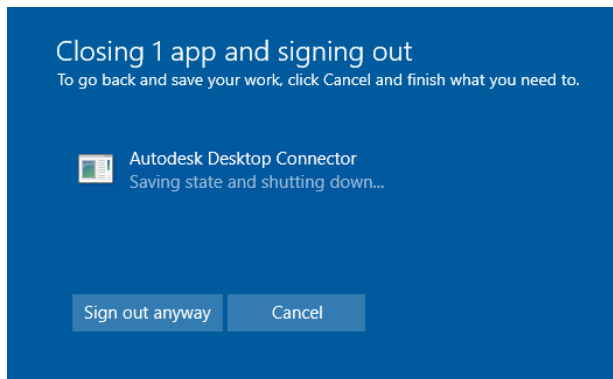 Closing 1 app and signing out
To go back and save your work, click Cancel and finish what you need to.
Autodesk Desktop Connector
Saving state and shutting down...
Sign out anyway
Cancel